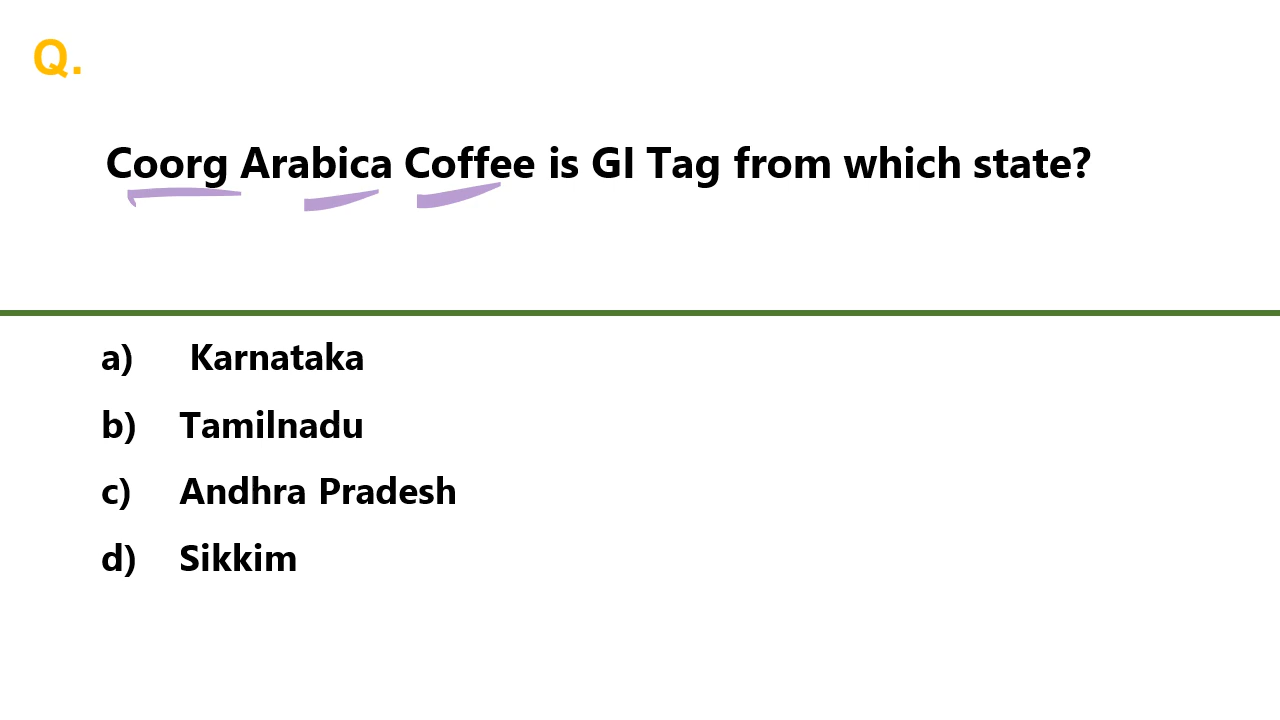 Q.
Coorg Arabica Coffee is GI Tag from which state?
a) Karnataka
b) Tamilnadu
c) Andhra Pradesh
d) Sikkim